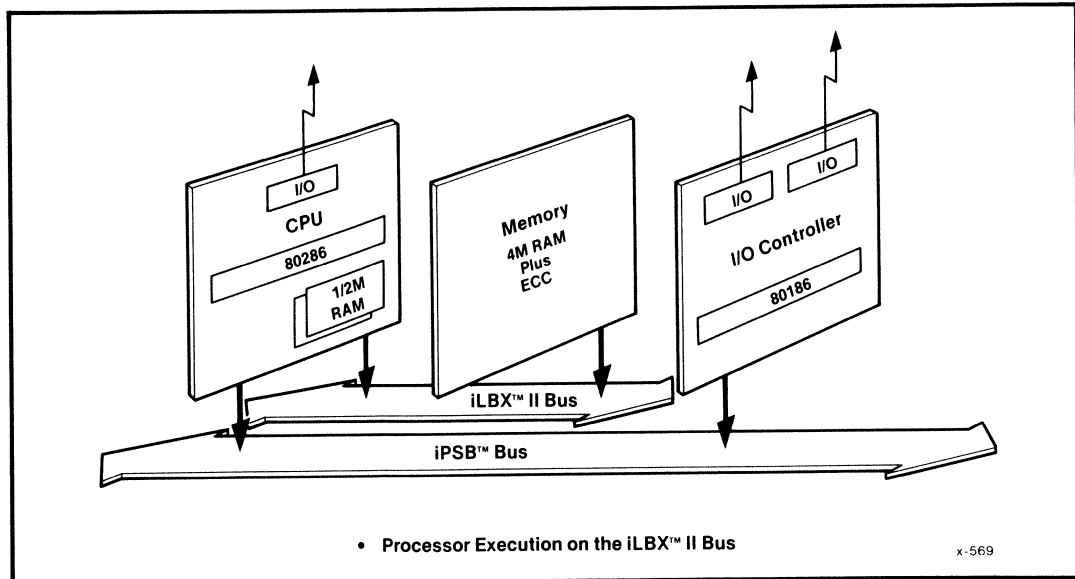 I/O
CPU
80286
1/2M
RAM
Memory
4M RAM
Plus
ECC
I/O
I/O
I/O Controller
80186
iLBX™ II Bus
iPSB™ Bus
• Processor Execution on the iLBX™ II Bus
x-569